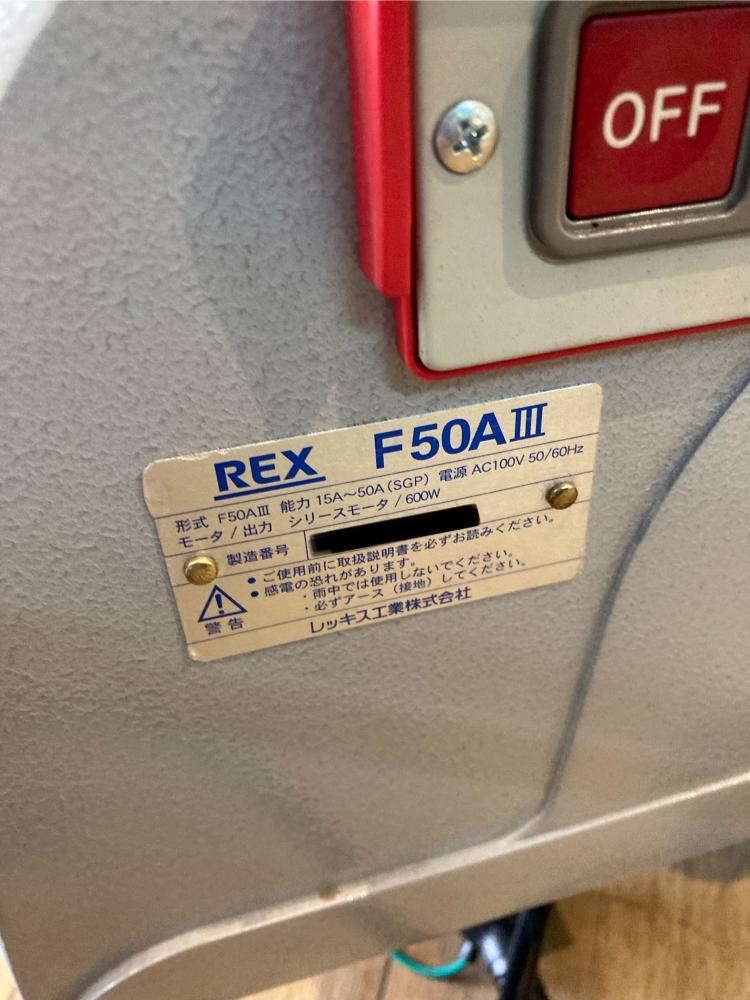 OFF
REX F50AⅢ
形式 F50AⅢ 能力 15A～50A(SGP) 電源 AC100V 50/60Hz
モータ / 出力 シリーズモータ / 600W
製造番号
・ご使用前に取扱説明書を必ずお読みください。
・感電の恐れがあります。
・雨中では使用しないでください。
・必ずアース(接地)してください。
警告
レッキス工業株式会社